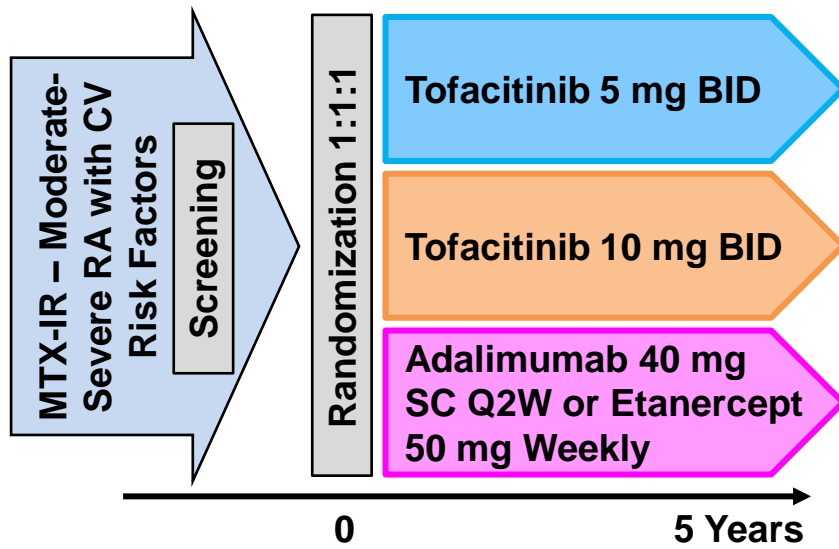 MTX-IR – Moderate-
Severe RA with CV
Risk Factors
Screening
Randomization 1:1:1
Tofacitinib 5 mg BID
Tofacitinib 10 mg BID
Adalimumab 40 mg
SC Q2W or Etanercept
50 mg Weekly
0
5 Years